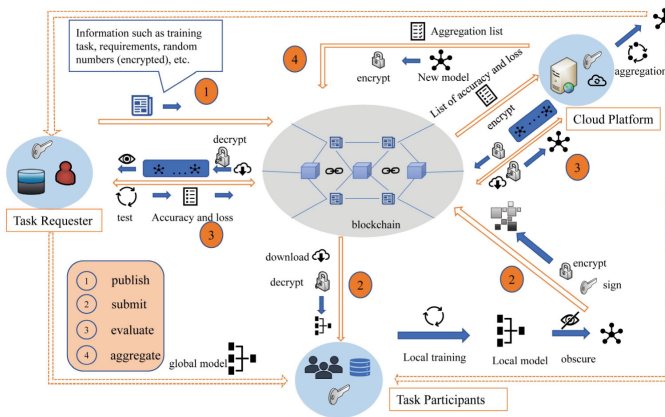 Information such as training
task, requirements, random
numbers (encrypted), etc.
1
4
Aggregation list
encrypt
New model
List of accuracy and loss
aggregation
Cloud Platform
encrypt
3
decrypt
test
Accuracy and loss
3
Task Requester
blockchain
download
decrypt
2
2
encrypt
sign
1 publish
2 submit
3 evaluate
4 aggregate
global model
Local training
Local model
obscure
Task Participants